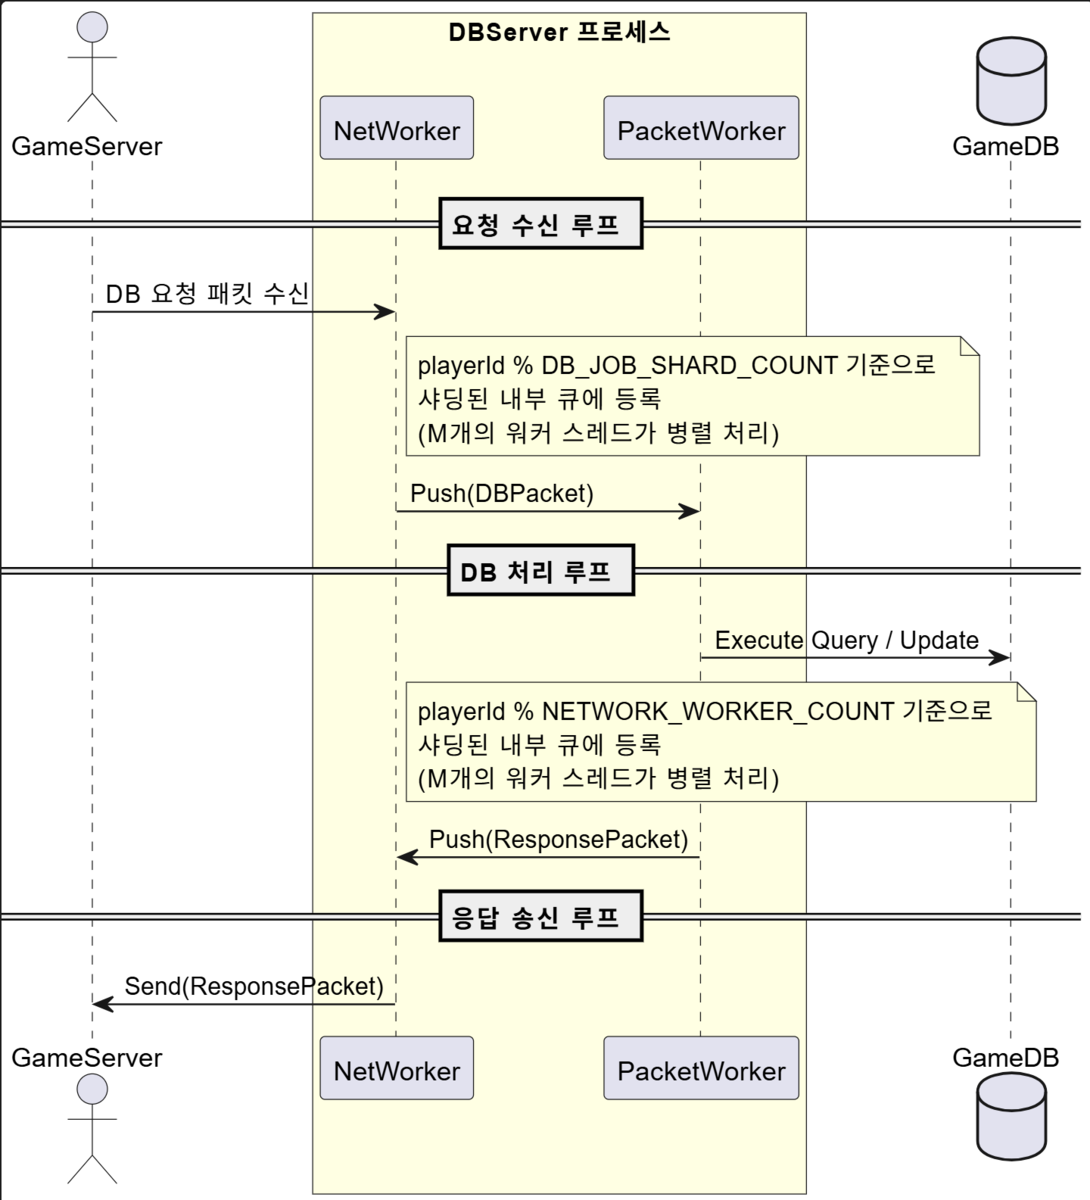 DBServer 프로세스
GameServer
NetWorker
PacketWorker
GameDB
요청 수신 루프
DB 요청 패킷 수신
playerId % DB_JOB_SHARD_COUNT 기준으로
샤딩된 내부 큐에 등록
(M개의 워커 스레드가 병렬 처리)
Push(DBPacket)
DB 처리 루프
Execute Query / Update
playerId % NETWORK_WORKER_COUNT 기준으로
샤딩된 내부 큐에 등록
(M개의 워커 스레드가 병렬 처리)
Push(ResponsePacket)
응답 송신 루프
Send(ResponsePacket)
GameServer
NetWorker
PacketWorker
GameDB